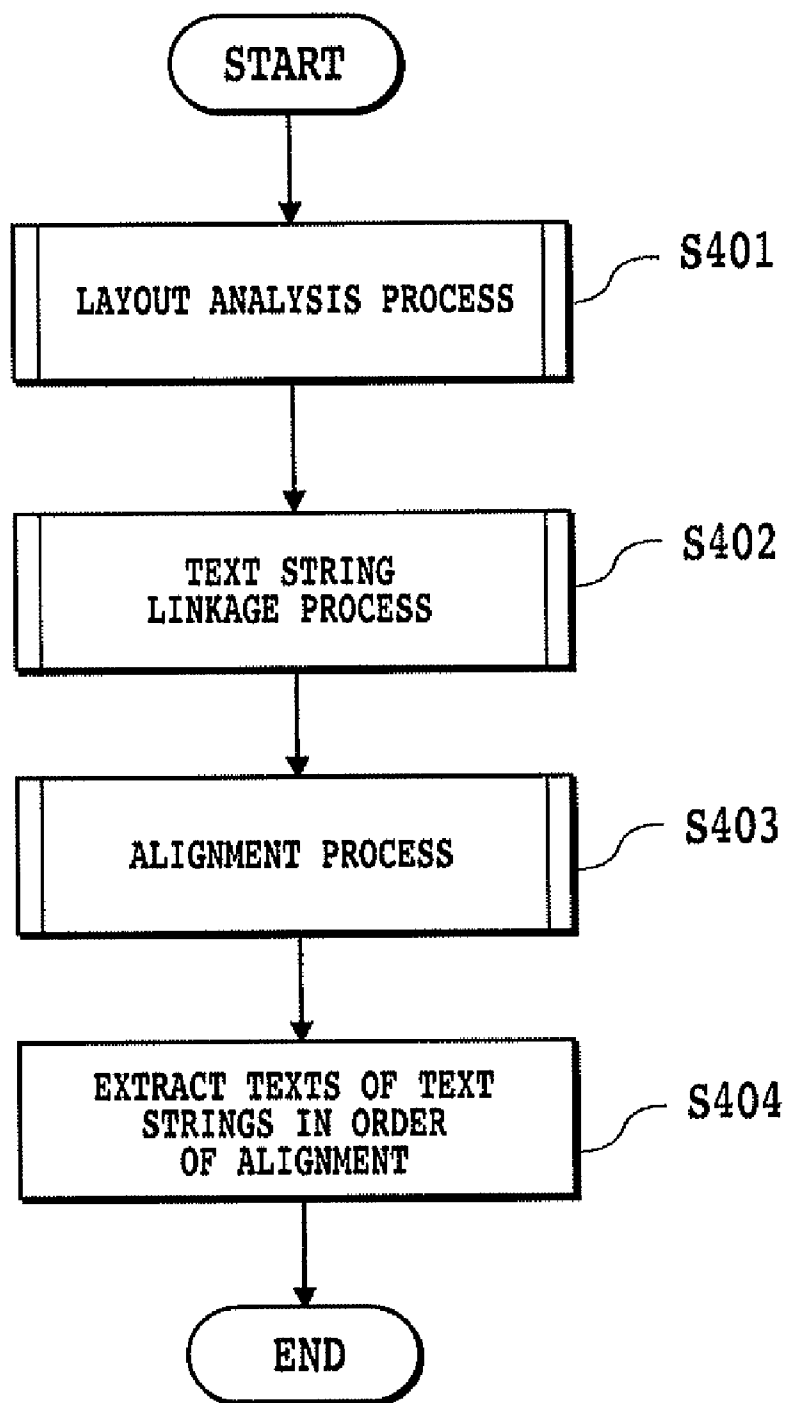 START
LAYOUT ANALYSIS PROCESS
S401
TEXT STRING
LINKAGE PROCESS
S402
ALIGNMENT PROCESS
S403
EXTRACT TEXTS OF TEXT
STRINGS IN ORDER
OF ALIGNMENT
S404
END